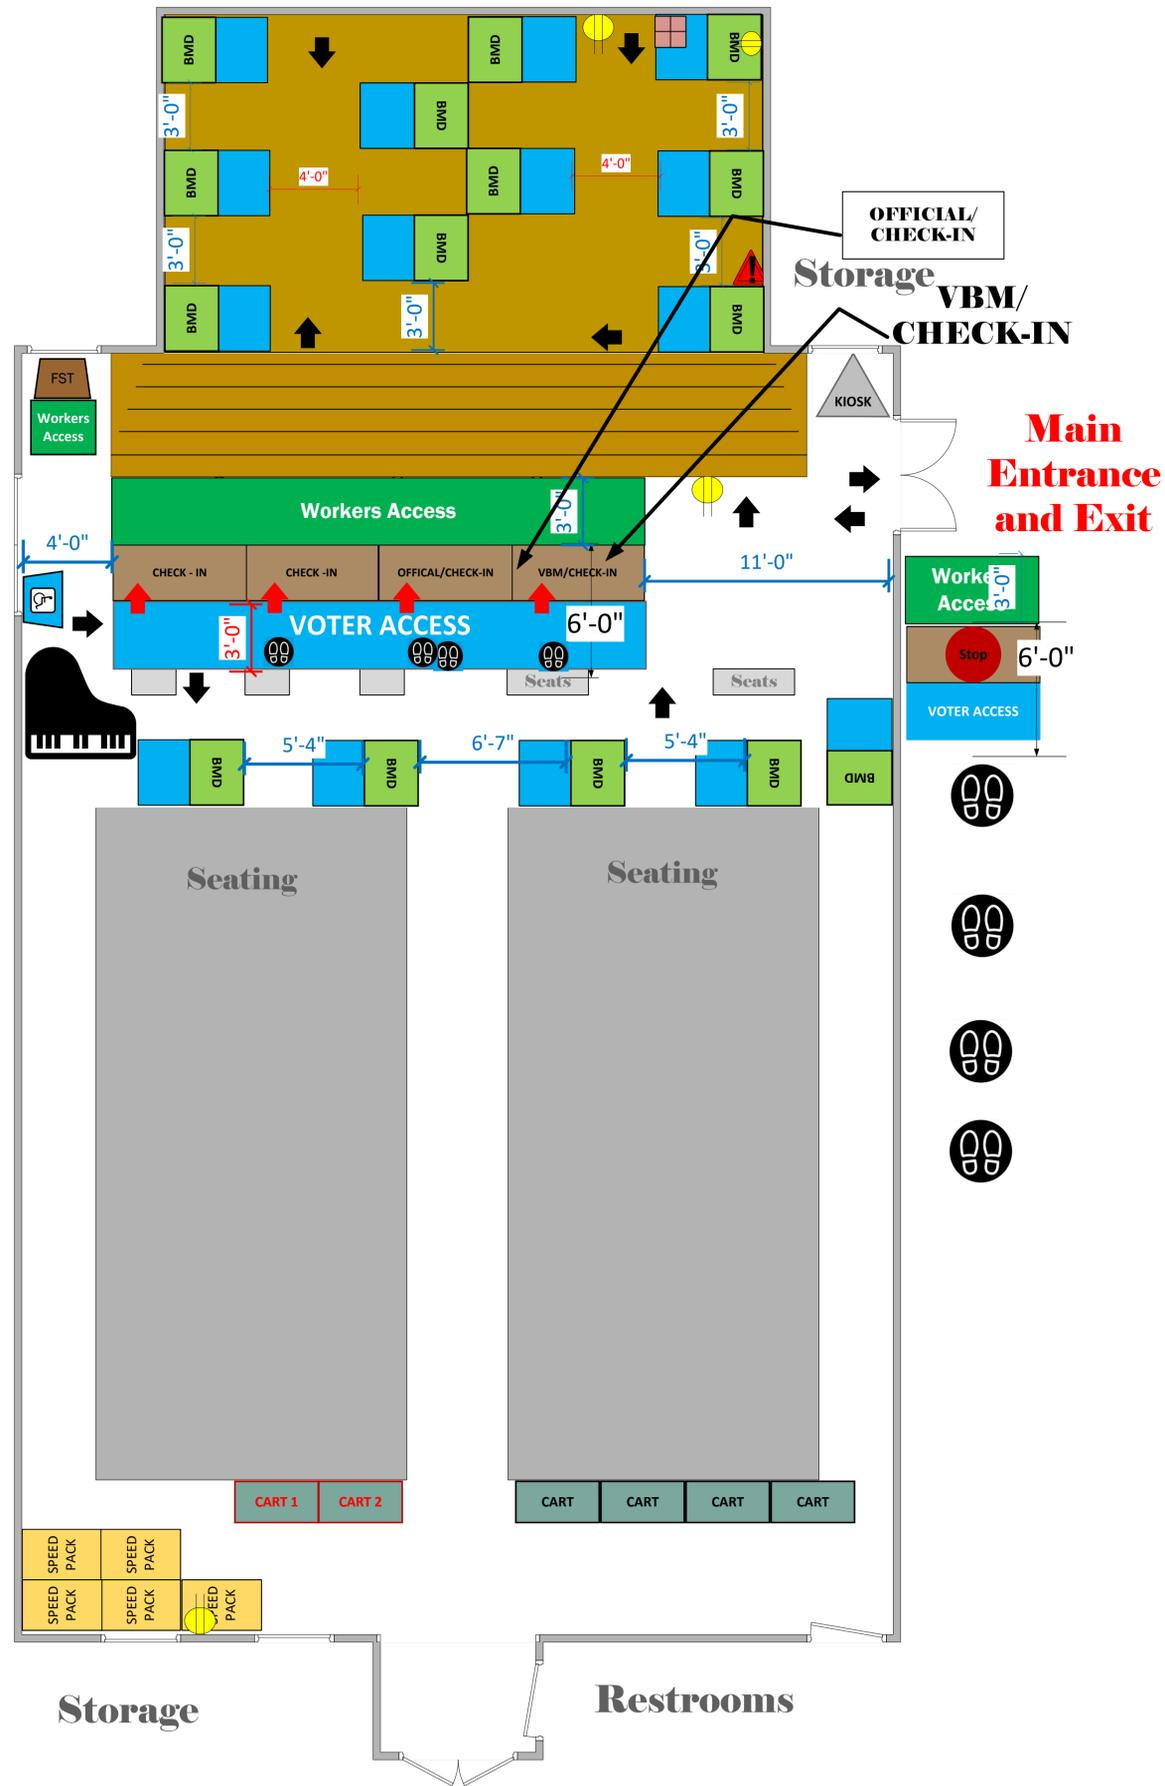 BMD
BMD
BMD
BMD
3'-0"
3'-0"
BMD
BMD
BMD
4'-0"
4'-0"
BMD
3'-0"
3'-0"
3'-0"
BMD
BMD
OFFICIAL/
CHECK-IN
Storage
VBM/
CHECK-IN
FST
Workers
Access
KIOSK
Main
Entrance
and Exit
Workers Access
3'-0"
4'-0"
CHECK - IN
CHECK -IN
OFFICAL/CHECK-IN
VBM/CHECK-IN
11'-0"
3'-0"
VOTER ACCESS
6'-0"
Seats
Seats
Worke
Access
3'-0"
Stop
6'-0"
VOTER ACCESS
BMD
5'-4"
BMD
6'-7"
BMD
5'-4"
BMD
BMD
Seating
Seating
CART 1
CART 2
CART
CART
CART
CART
SPEED
PACK
SPEED
PACK
SPEED
PACK
SPEED
PACK
SPEED
PACK
Storage
Restrooms